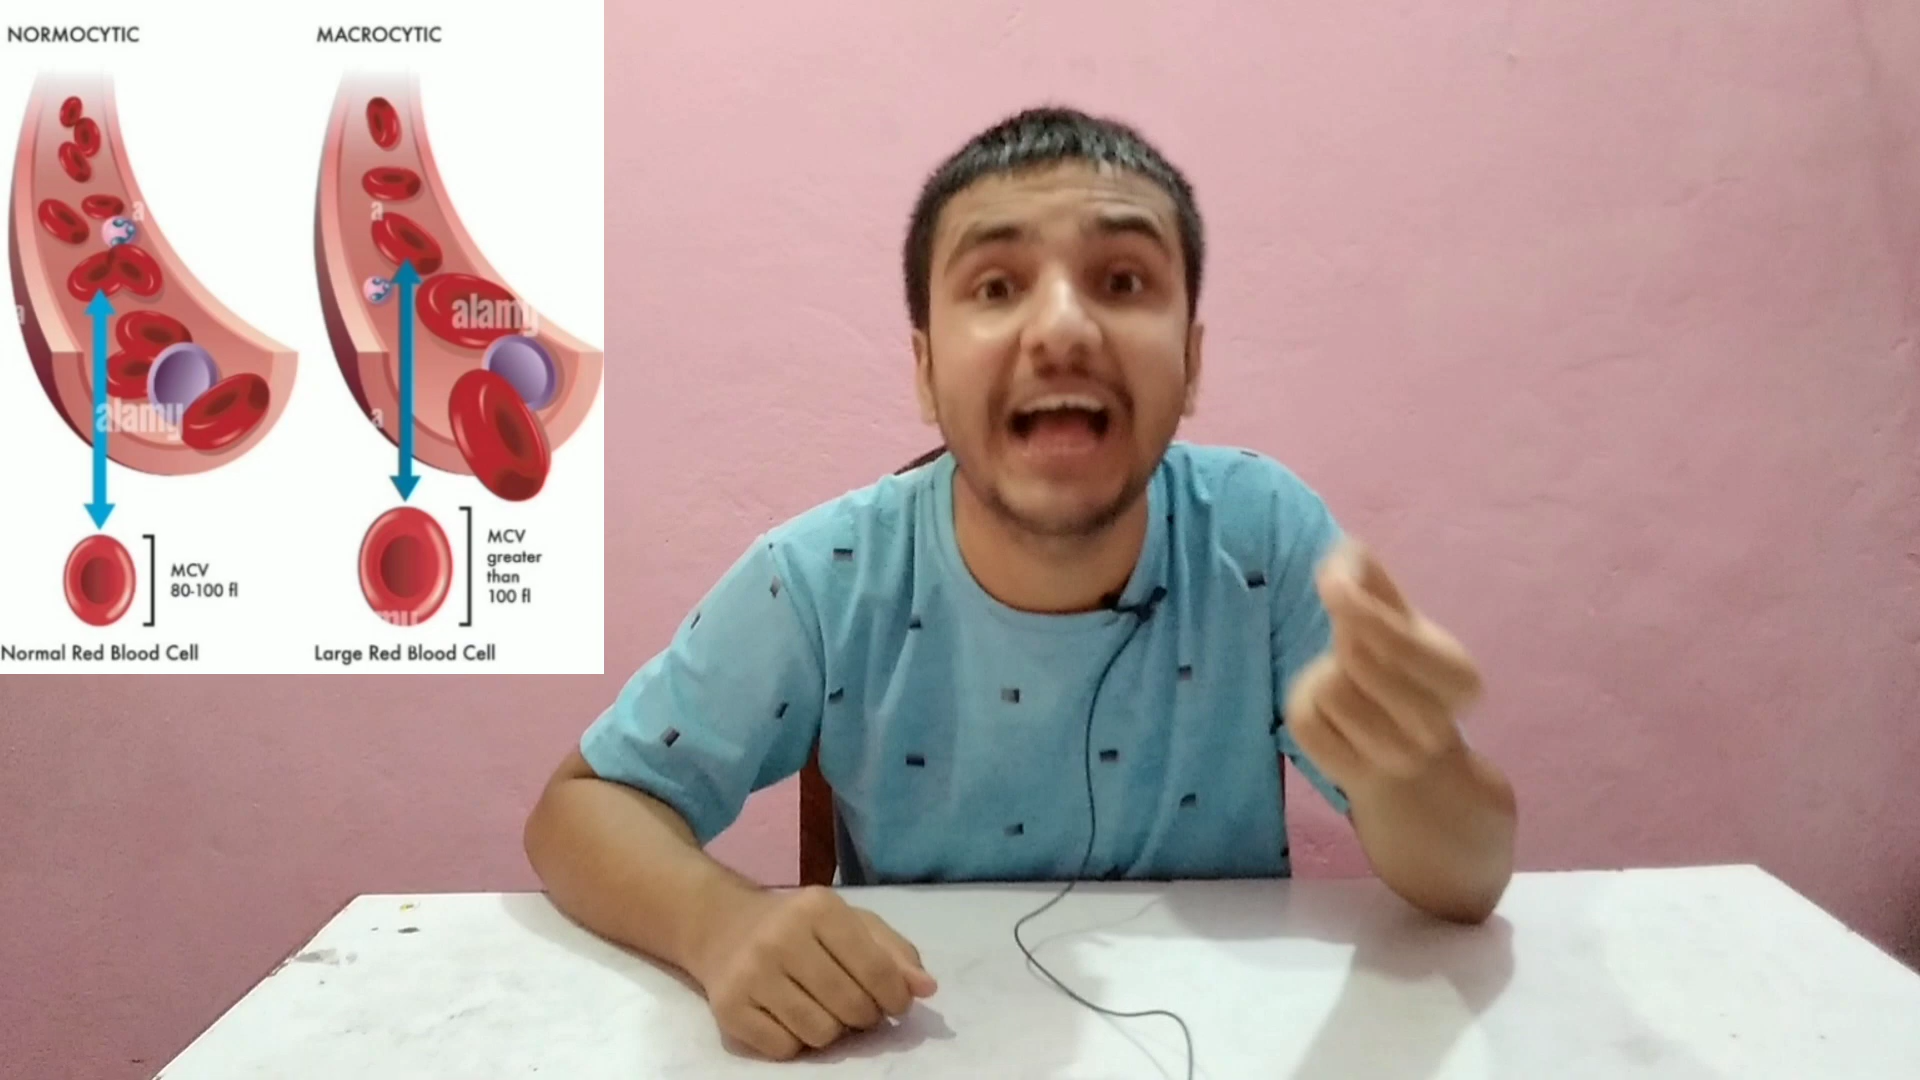 NORMOCYTIC
MACROCYTIC
a
a
alamy
a
alamy
a
MCV
80-100 fl
MCV
greater
than
100 fl
Normal Red Blood Cell
Large Red Blood Cell